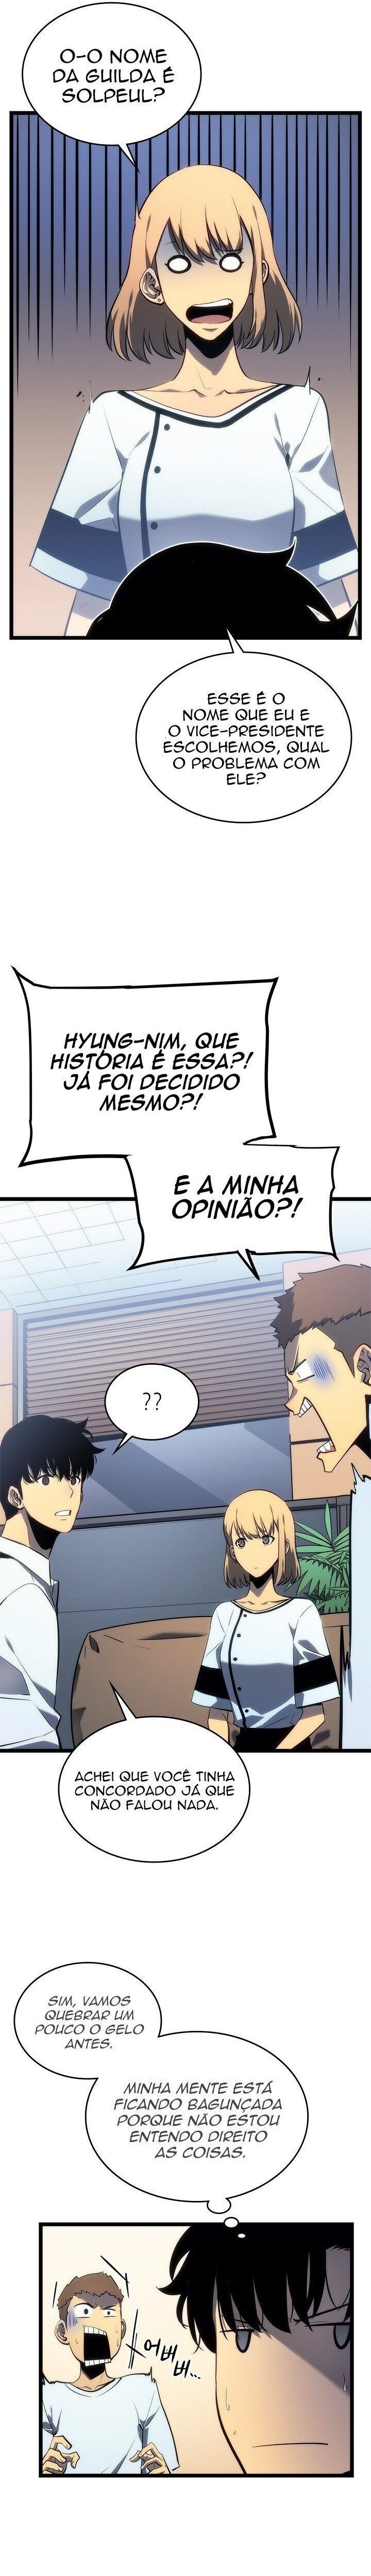 O-O NOME
DA GUILDA É
SOLPEUL?
ESSE É O
NOME QUE EU E
O VICE-PRESIDENTE
ESCOLHEMOS, QUAL
O PROBLEMA COM
ELE?
HYUNG-NIM, QUE
HISTÓRIA É ESSA?!
JÁ FOI DECIDIDO
MESMO?!
E A MINHA
OPINIÃO?!
??
ACHEI QUE VOCÊ TINHA
CONCORDADO JÁ QUE
NÃO FALOU NADA.
SIM, VAMOS
QUEBRAR UM
POUCO O GELO
ANTES.
MINHA MENTE ESTÁ
FICANDO BAGUNÇADA
PORQUE NÃO ESTOU
ENTENDO DIREITO
AS COISAS.
어버
버...